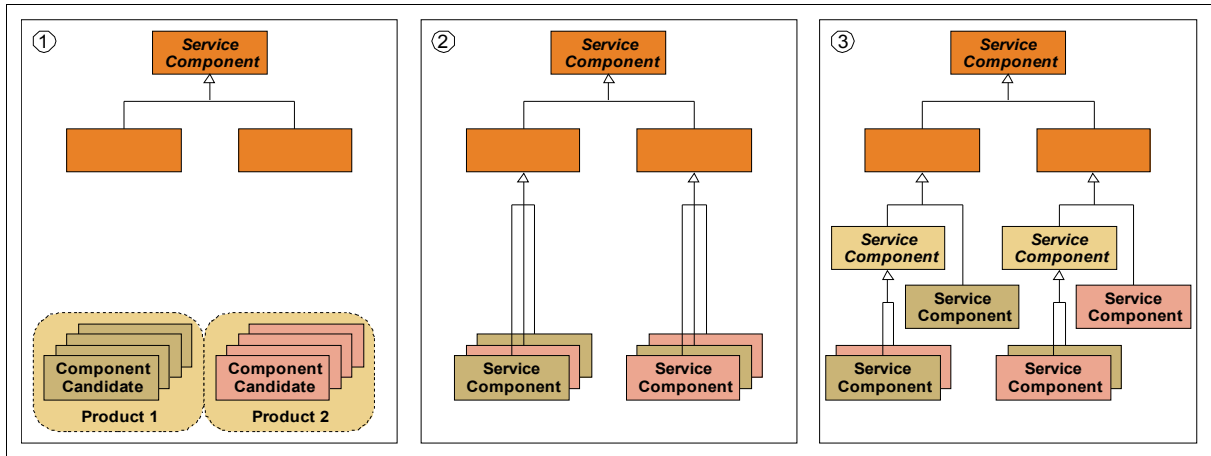 1
Service
Component
Component
Candidate
Product 1
Component
Candidate
Product 2
2
Service
Component
Service
Component
Service
Component
3
Service
Component
Service
Component
Service
Component
Service
Component
Service
Component
Service
Component
Service
Component